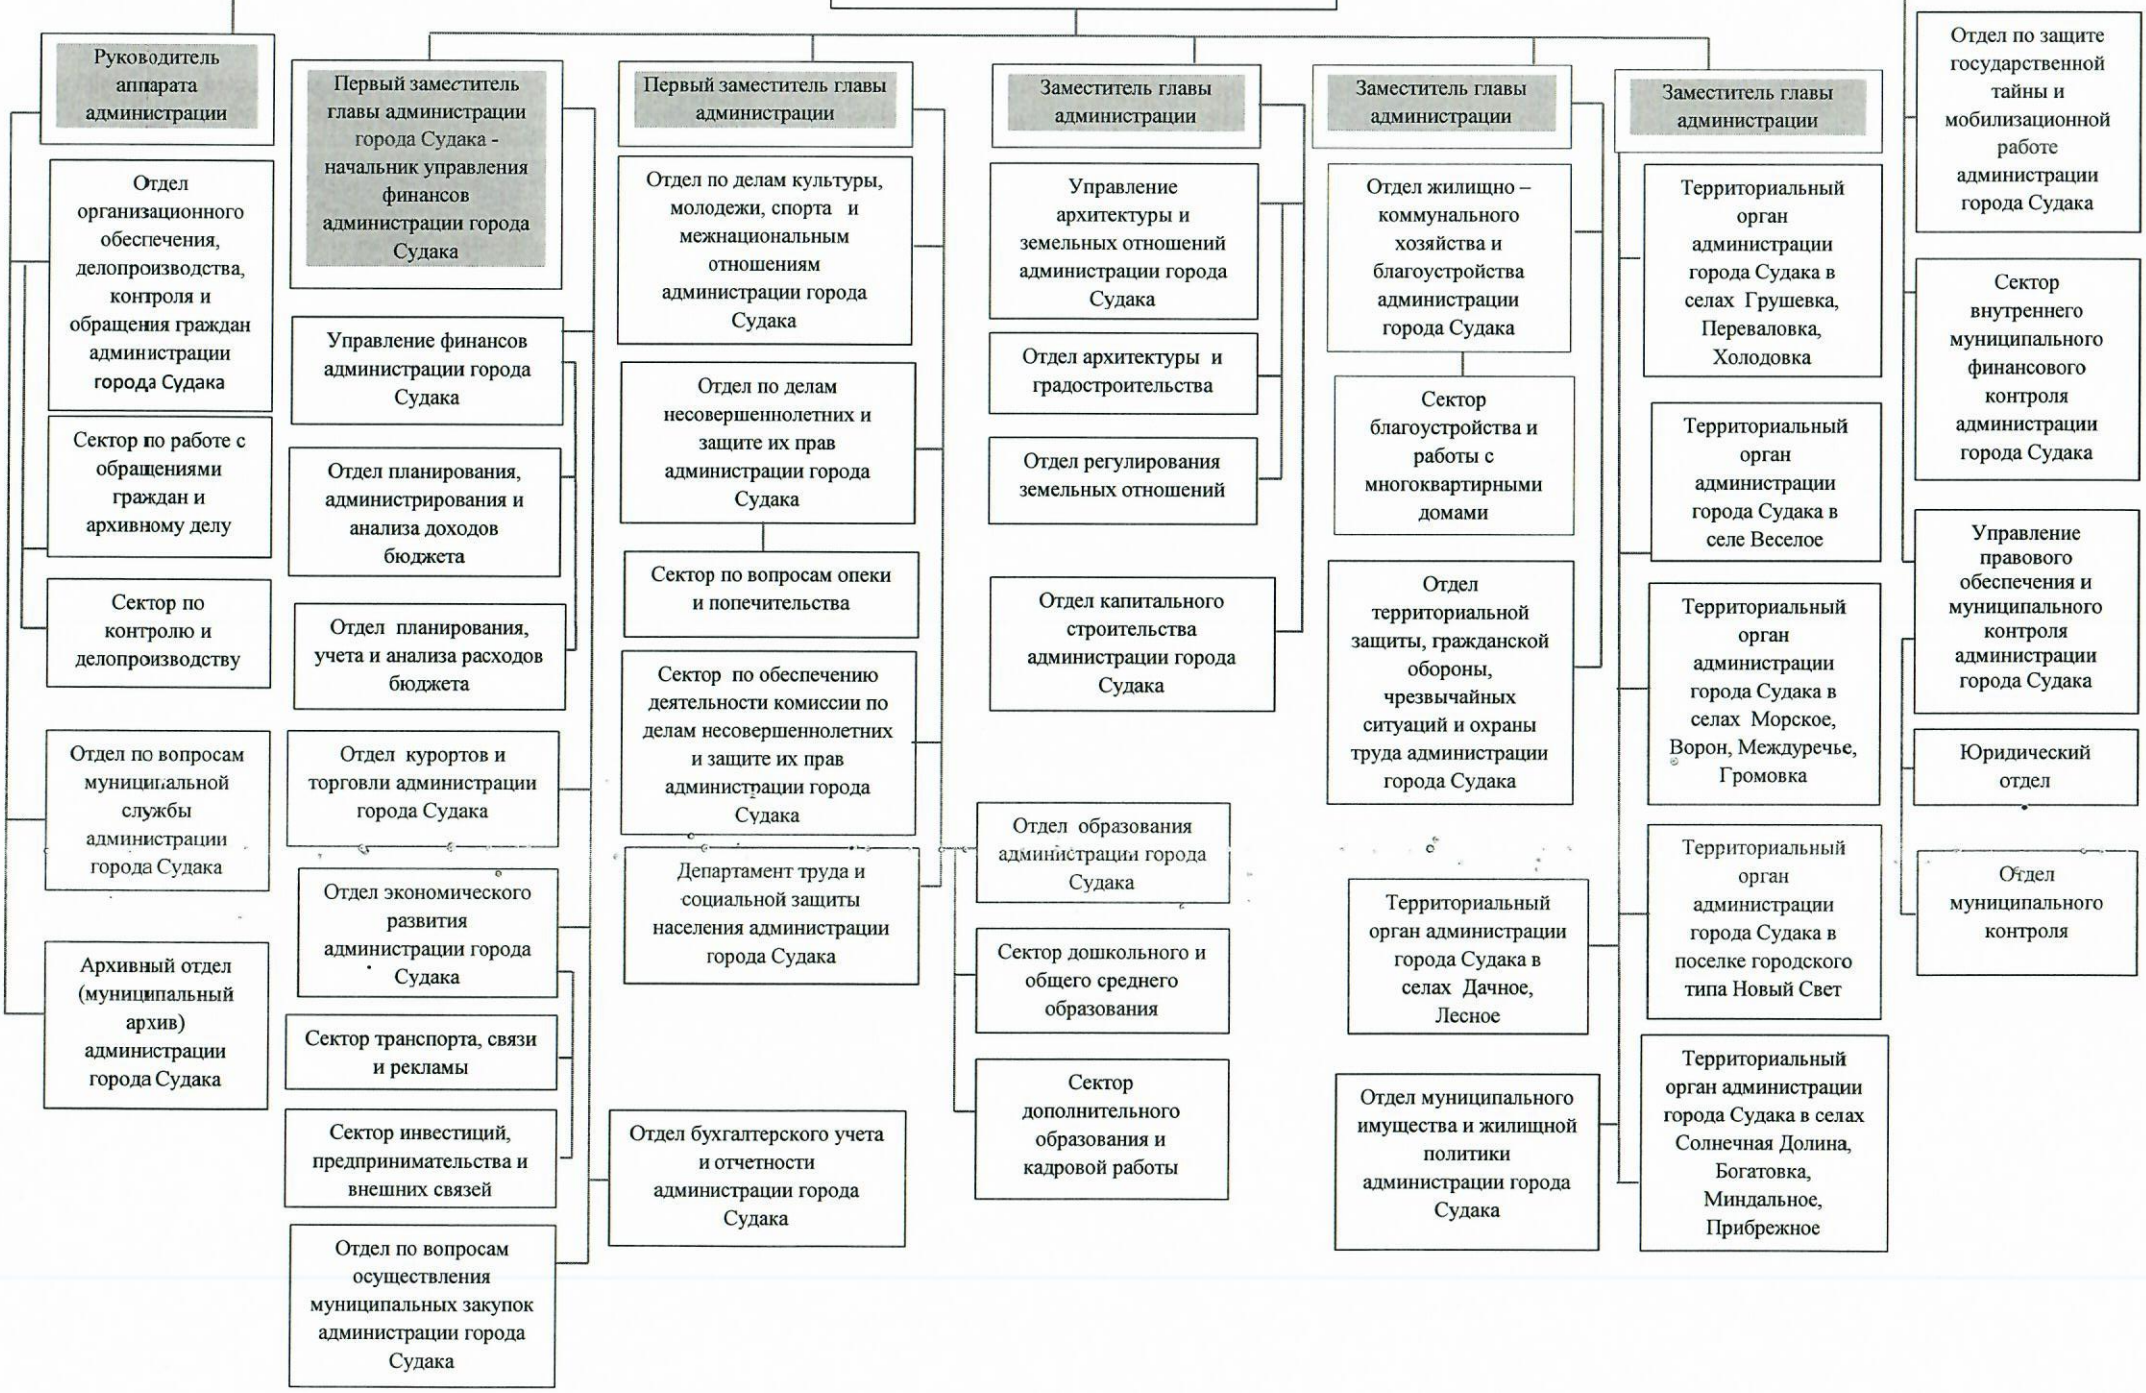 Руководитель
аппарата
администрации
Отдел
организационного
обеспечения,
делопроизводства,
контроля и
обращения граждан
администрации
города Судака
Сектор по работе с
обращениями
граждан и
архивному делу
Сектор по
контролю и
делопроизводству
Отдел по вопросам
муниципальной
службы
администрации
города Судака
Архивный отдел
(муниципальный
архив)
администрации
города Судака
Первый заместитель
главы администрации
города Судака -
начальник управления
финансов
администрации города
Судака
Управление финансов
администрации города
Судака
Отдел планирования,
администрирования и
анализа доходов
бюджета
Отдел планирования,
учета и анализа расходов
бюджета
Отдел курортов и
торговли администрации
города Судака
Отдел экономического
развития
администрации города
Судака
Сектор транспорта, связи
и рекламы
Сектор инвестиций,
предпринимательства и
внешних связей
Отдел по вопросам
осуществления
муниципальных закупок
администрации города
Судака
Первый заместитель главы
администрации
Отдел по делам культуры,
молодежи, спорта и
межнациональным
отношениям
администрации города
Судака
Отдел по делам
несовершеннолетних и
защите их прав
администрации города
Судака
Сектор по вопросам опеки
и попечительства
Сектор по обеспечению
деятельности комиссии по
делам несовершеннолетних
и защите их прав
администрации города
Судака
Департамент труда и
социальной защиты
населения администрации
города Судака
Отдел бухгалтерского учета
и отчетности
администрации города
Судака
Заместитель главы
администрации
Управление
архитектуры и
земельных отношений
администрации города
Судака
Отдел архитектуры и
градостроительства
Отдел регулирования
земельных отношений
Отдел капитального
строительства
администрации города
Судака
Отдел образования
администрации города
Судака
Сектор дошкольного и
общего среднего
образования
Сектор
дополнительного
образования и
кадровой работы
Заместитель главы
администрации
Отдел жилищно –
коммунального
хозяйства и
благоустройства
администрации
города Судака
Сектор
благоустройства и
работы с
многоквартирными
домами
Отдел
территориальной
защиты, гражданской
обороны,
чрезвычайных
ситуаций и охраны
труда администрации
города Судака
Территориальный
орган администрации
города Судака в
селах Дачное,
Лесное
Отдел муниципального
имущества и жилищной
политики
администрации города
Судака
Заместитель главы
администрации
Территориальный
орган
администрации
города Судака в
селах Грушевка,
Переваловка,
Холодовка
Территориальный
орган
администрации
города Судака в
селе Веселое
Территориальный
орган
администрации
города Судака в
селах Морское,
Ворон, Междуречье,
Громовка
Территориальный
орган
администрации
города Судака в
поселке городского
типа Новый Свет
Территориальный
орган администрации
города Судака в селах
Солнечная Долина,
Богатовка,
Миндальное,
Прибрежное
Отдел по защите
государственной
тайны и
мобилизационной
работе
администрации
города Судака
Сектор
внутреннего
муниципального
финансового
контроля
администрации
города Судака
Управление
правового
обеспечения и
муниципального
контроля
администрации
города Судака
Юридический
отдел
Отдел
муниципального
контроля